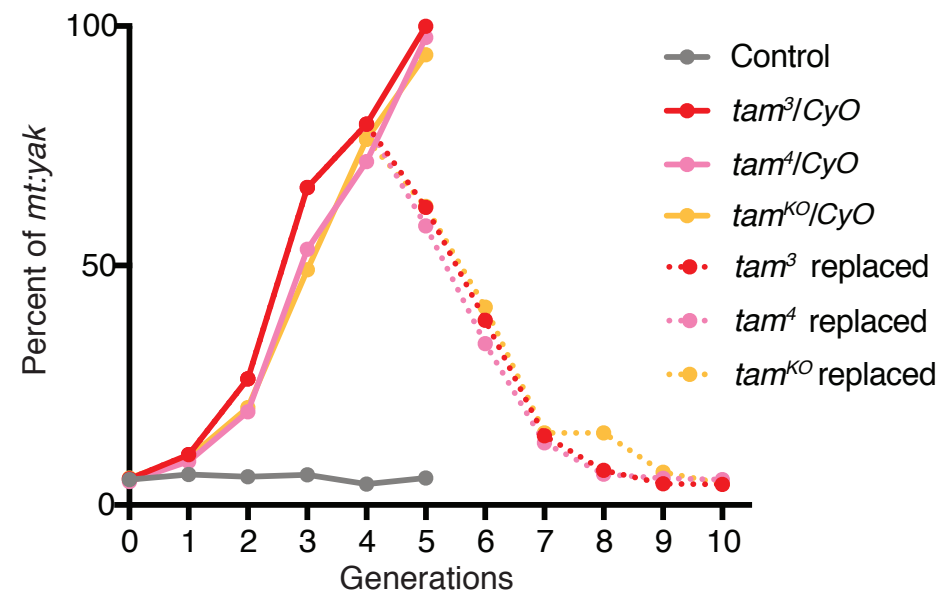 100
50
0
Percent of mt:yak
0 1 2 3 4 5 6 7 8 9 10
Generations
Control
tam³/CyO
tam⁴/CyO
tamᴷᴼ/CyO
tam³ replaced
tam⁴ replaced
tamᴷᴼ replaced